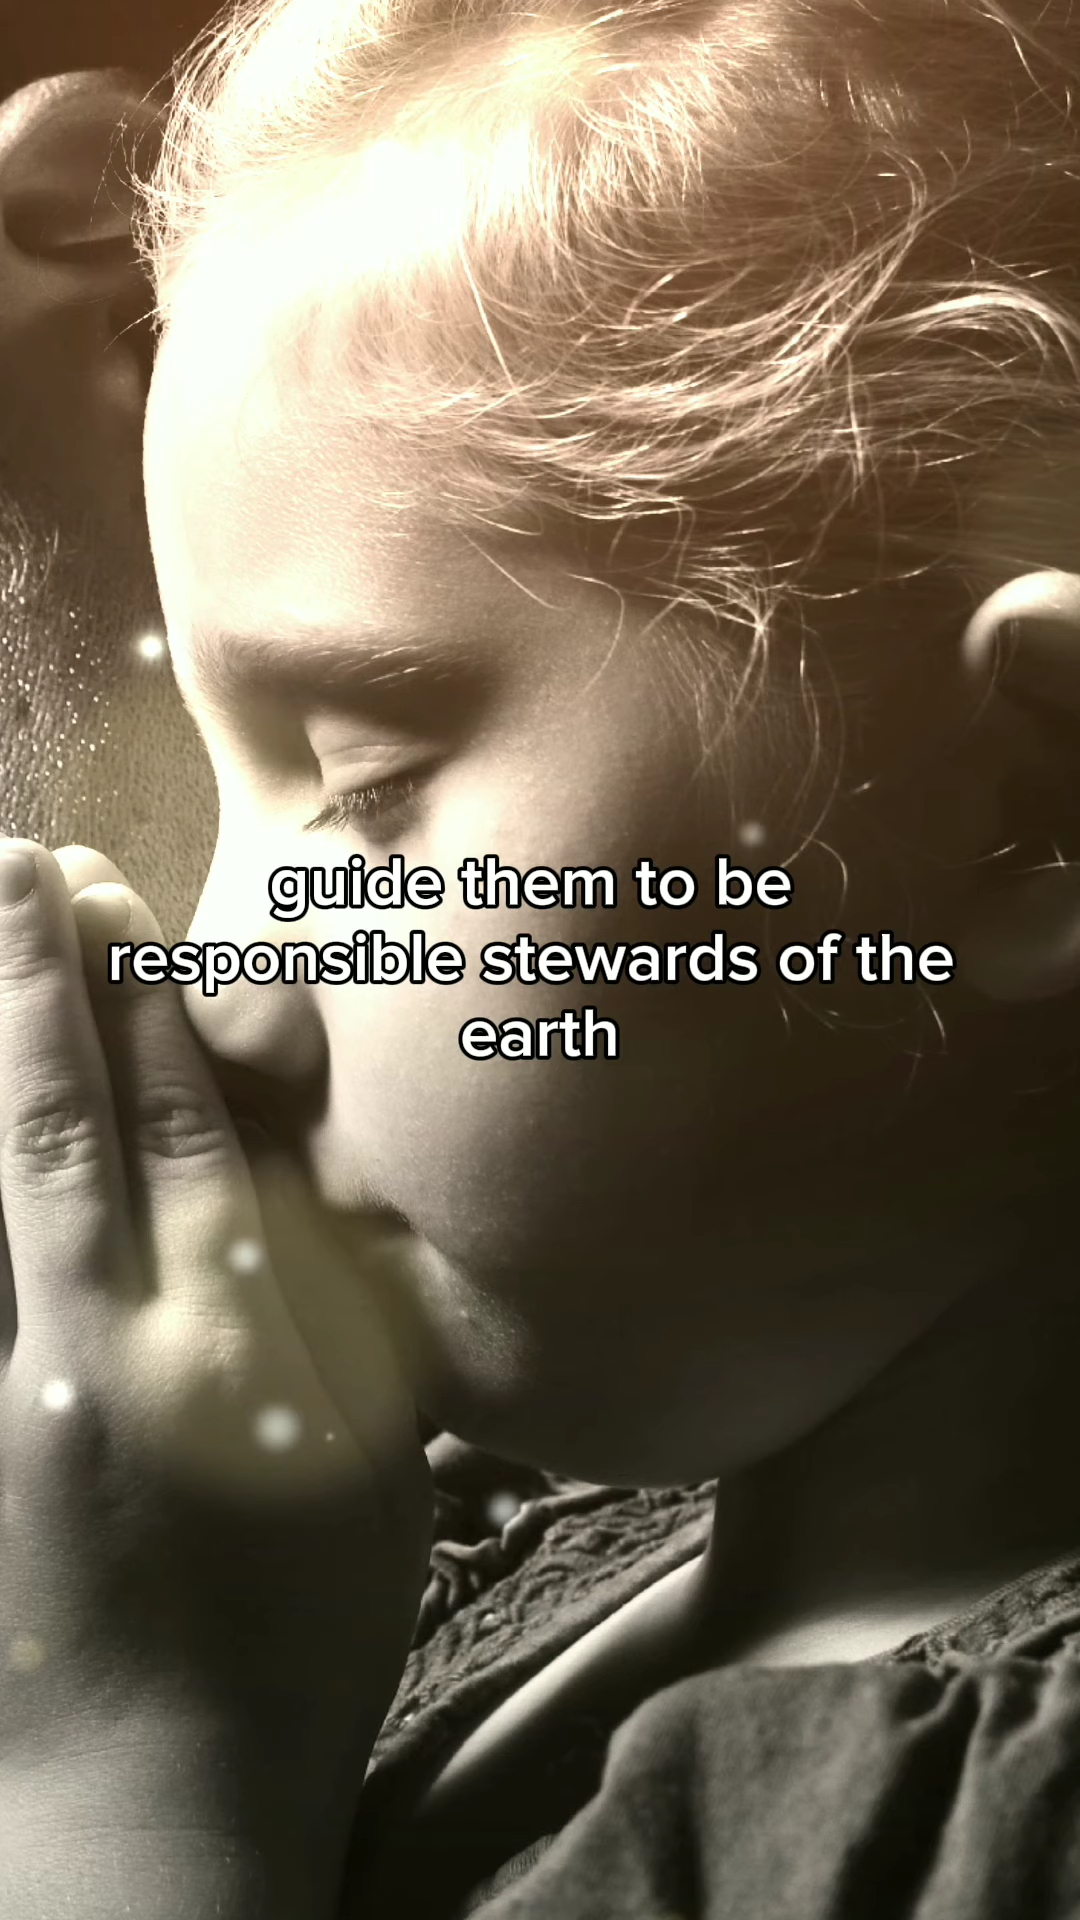 guide them to be
responsible stewards of the
earth